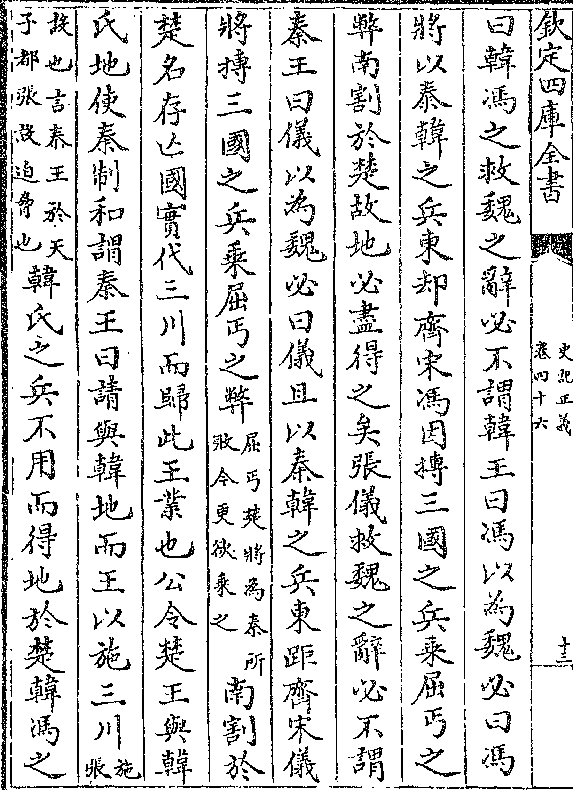 欽定四庫全書
史記正義
卷四十六
十三
曰韓馮之救魏之辭必不謂韓王曰馮以為魏必曰馮
將以秦韓之兵東却齊宋馮因摶三國之兵乗屈丐之
弊南割於楚故地必盡得之矣張儀救魏之辭必不謂
秦王曰儀以為魏必曰儀且以秦韓之兵東距齊宋儀
將摶三國之兵乗屈丐之弊屈丐楚將為秦所敗今更欲乗之南割於
楚名存亡國實代三川而歸此王業也公令楚王與韓
氏地使秦制和謂秦王曰請與韓地而王以施三川施張
故也言秦王於天子都張設迫脅也韓氏之兵不用而得地於楚韓馮之